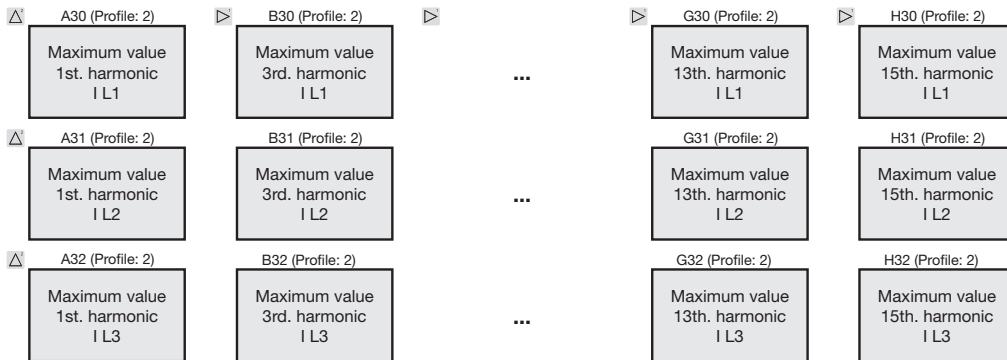 A30 (Profile: 2)
B30 (Profile: 2)
G30 (Profile: 2)
H30 (Profile: 2)
Maximum value
1st. harmonic
I L1
Maximum value
3rd. harmonic
I L1
...
Maximum value
13th. harmonic
I L1
Maximum value
15th. harmonic
I L1
A31 (Profile: 2)
B31 (Profile: 2)
G31 (Profile: 2)
H31 (Profile: 2)
Maximum value
1st. harmonic
I L2
Maximum value
3rd. harmonic
I L2
...
Maximum value
13th. harmonic
I L2
Maximum value
15th. harmonic
I L2
A32 (Profile: 2)
B32 (Profile: 2)
G32 (Profile: 2)
H32 (Profile: 2)
Maximum value
1st. harmonic
I L3
Maximum value
3rd. harmonic
I L3
...
Maximum value
13th. harmonic
I L3
Maximum value
15th. harmonic
I L3